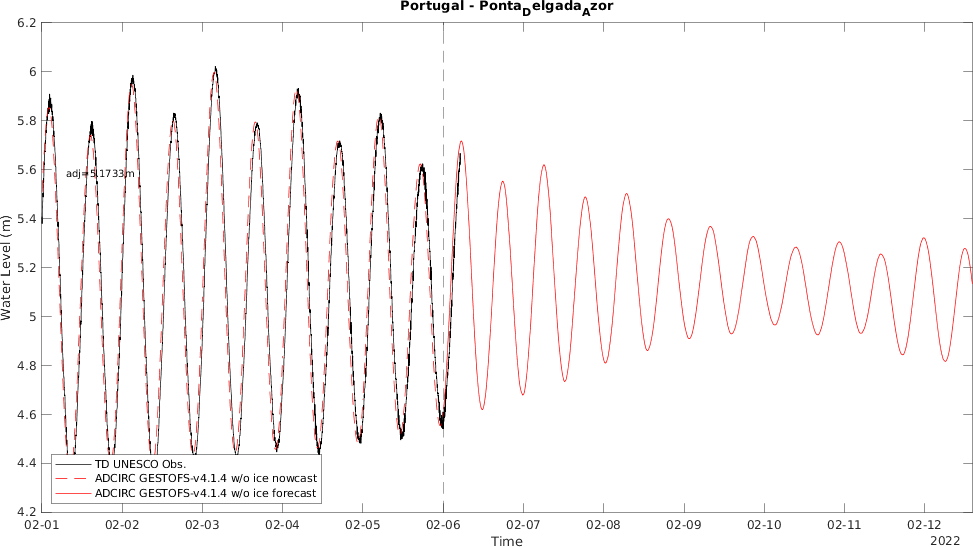 Portugal - PontaDelgadaAzor
6.2
6
5.8
5.6
5.4
5.2
5
4.8
4.6
4.4
4.2
Water Level (m)
adj=5.1733m
TD UNESCO Obs.
ADCIRC GESTOFS-v4.1.4 w/o ice nowcast
ADCIRC GESTOFS-v4.1.4 w/o ice forecast
02-01 02-02 02-03 02-04 02-05 02-06 02-07 02-08 02-09 02-10 02-11 02-12
Time
2022